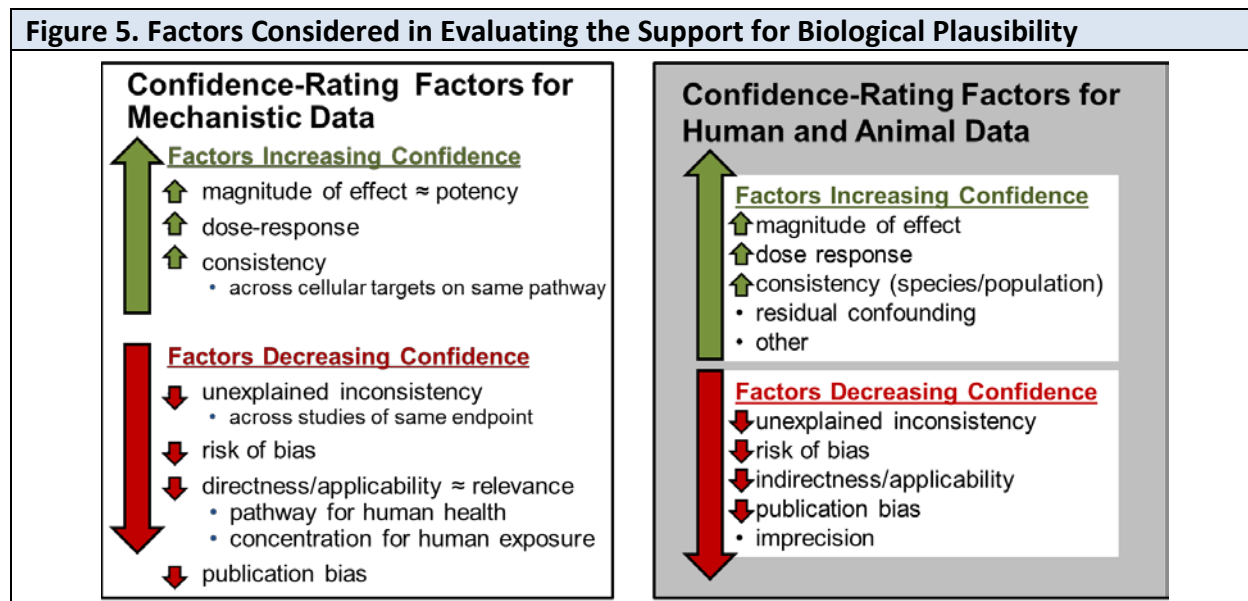 Figure 5. Factors Considered in Evaluating the Support for Biological Plausibility
Confidence-Rating Factors for
Mechanistic Data
Factors Increasing Confidence
magnitude of effect ≈ potency
dose-response
consistency
• across cellular targets on same pathway
Factors Decreasing Confidence
unexplained inconsistency
• across studies of same endpoint
risk of bias
directness/applicability ≈ relevance
• pathway for human health
• concentration for human exposure
publication bias
Confidence-Rating Factors for
Human and Animal Data
Factors Increasing Confidence
magnitude of effect
dose response
consistency (species/population)
• residual confounding
• other
Factors Decreasing Confidence
unexplained inconsistency
risk of bias
indirectness/applicability
publication bias
• imprecision